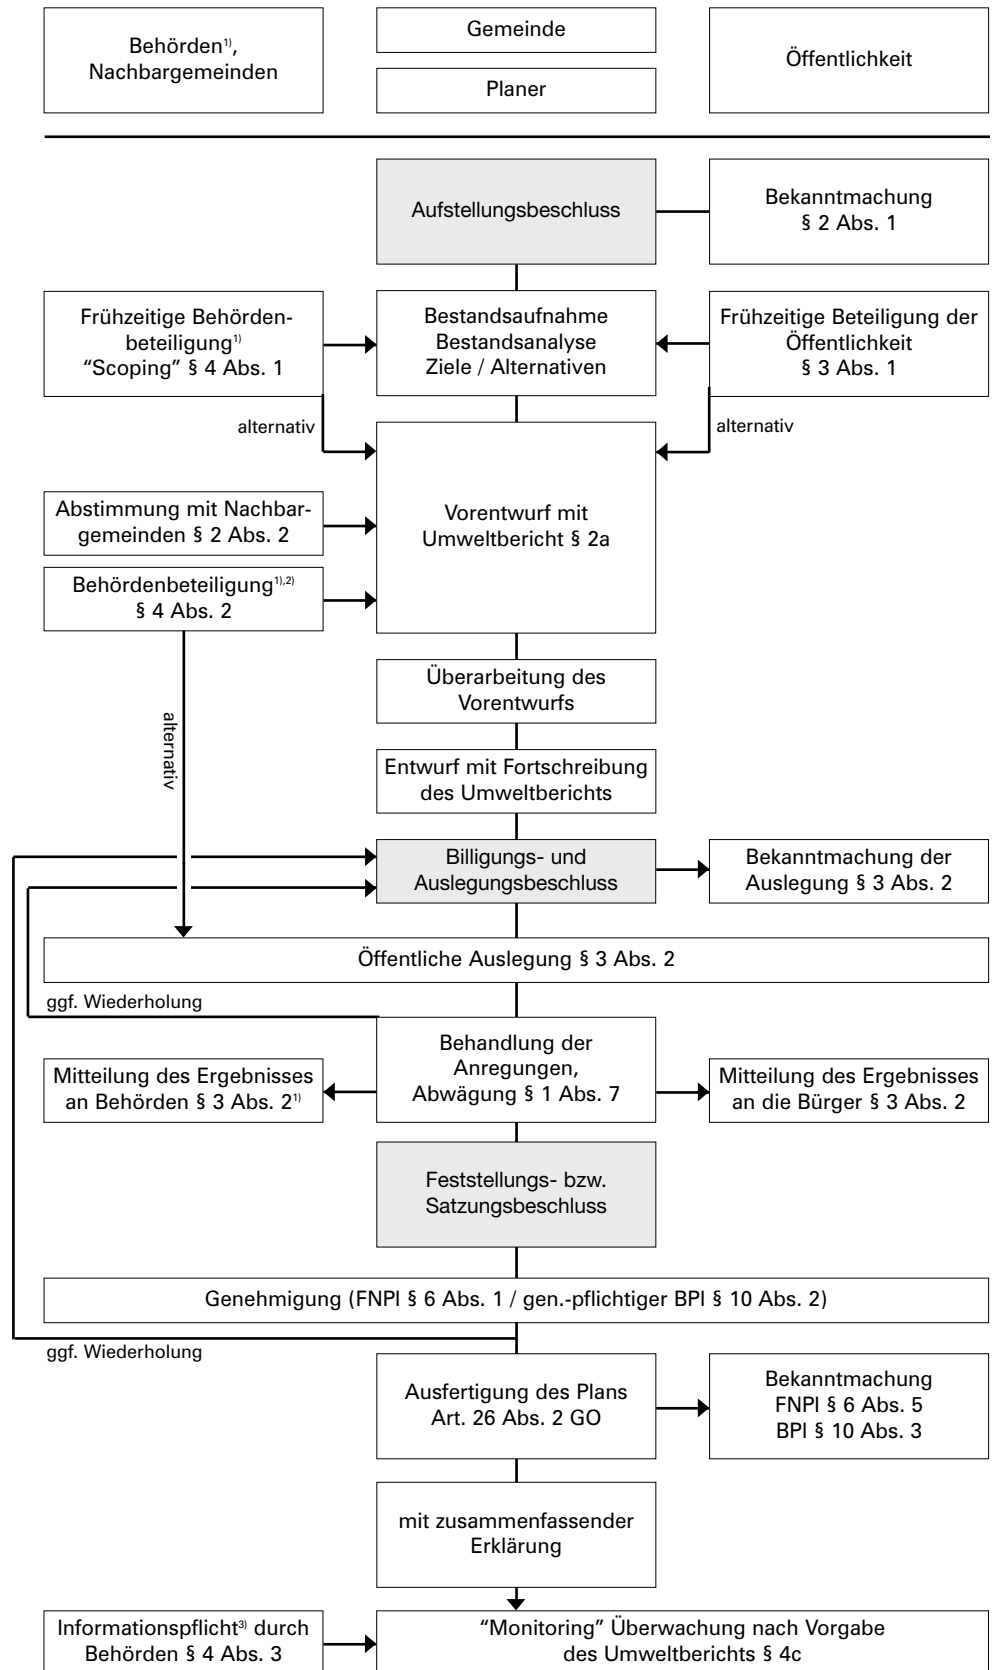 Behörden¹⁾,
Nachbargemeinden
Gemeinde
Planer
Öffentlichkeit
Aufstellungsbeschluss
Bekanntmachung
§ 2 Abs. 1
Frühzeitige Behörden-
beteiligung¹⁾
“Scoping” § 4 Abs. 1
Bestandsaufnahme
Bestandsanalyse
Ziele / Alternativen
Frühzeitige Beteiligung der
Öffentlichkeit
§ 3 Abs. 1
alternativ
alternativ
Vorentwurf mit
Umweltbericht § 2a
Abstimmung mit Nachbar-
gemeinden § 2 Abs. 2
Behördenbeteiligung¹⁾,²⁾
§ 4 Abs. 2
alternativ
Überarbeitung des
Vorentwurfs
Entwurf mit Fortschreibung
des Umweltberichts
Billigungs- und
Auslegungsbeschluss
Bekanntmachung der
Auslegung § 3 Abs. 2
Öffentliche Auslegung § 3 Abs. 2
ggf. Wiederholung
Behandlung der
Anregungen,
Abwägung § 1 Abs. 7
Mitteilung des Ergebnisses
an Behörden § 3 Abs. 2¹⁾
Mitteilung des Ergebnisses
an die Bürger § 3 Abs. 2
Feststellungs- bzw.
Satzungsbeschluss
Genehmigung (FNPl § 6 Abs. 1 / gen.-pflichtiger BPl § 10 Abs. 2)
ggf. Wiederholung
Ausfertigung des Plans
Art. 26 Abs. 2 GO
Bekanntmachung
FNPl § 6 Abs. 5
BPl § 10 Abs. 3
mit zusammenfassender
Erklärung
Informationspflicht³⁾ durch
Behörden § 4 Abs. 3
“Monitoring” Überwachung nach Vorgabe
des Umweltberichts § 4c